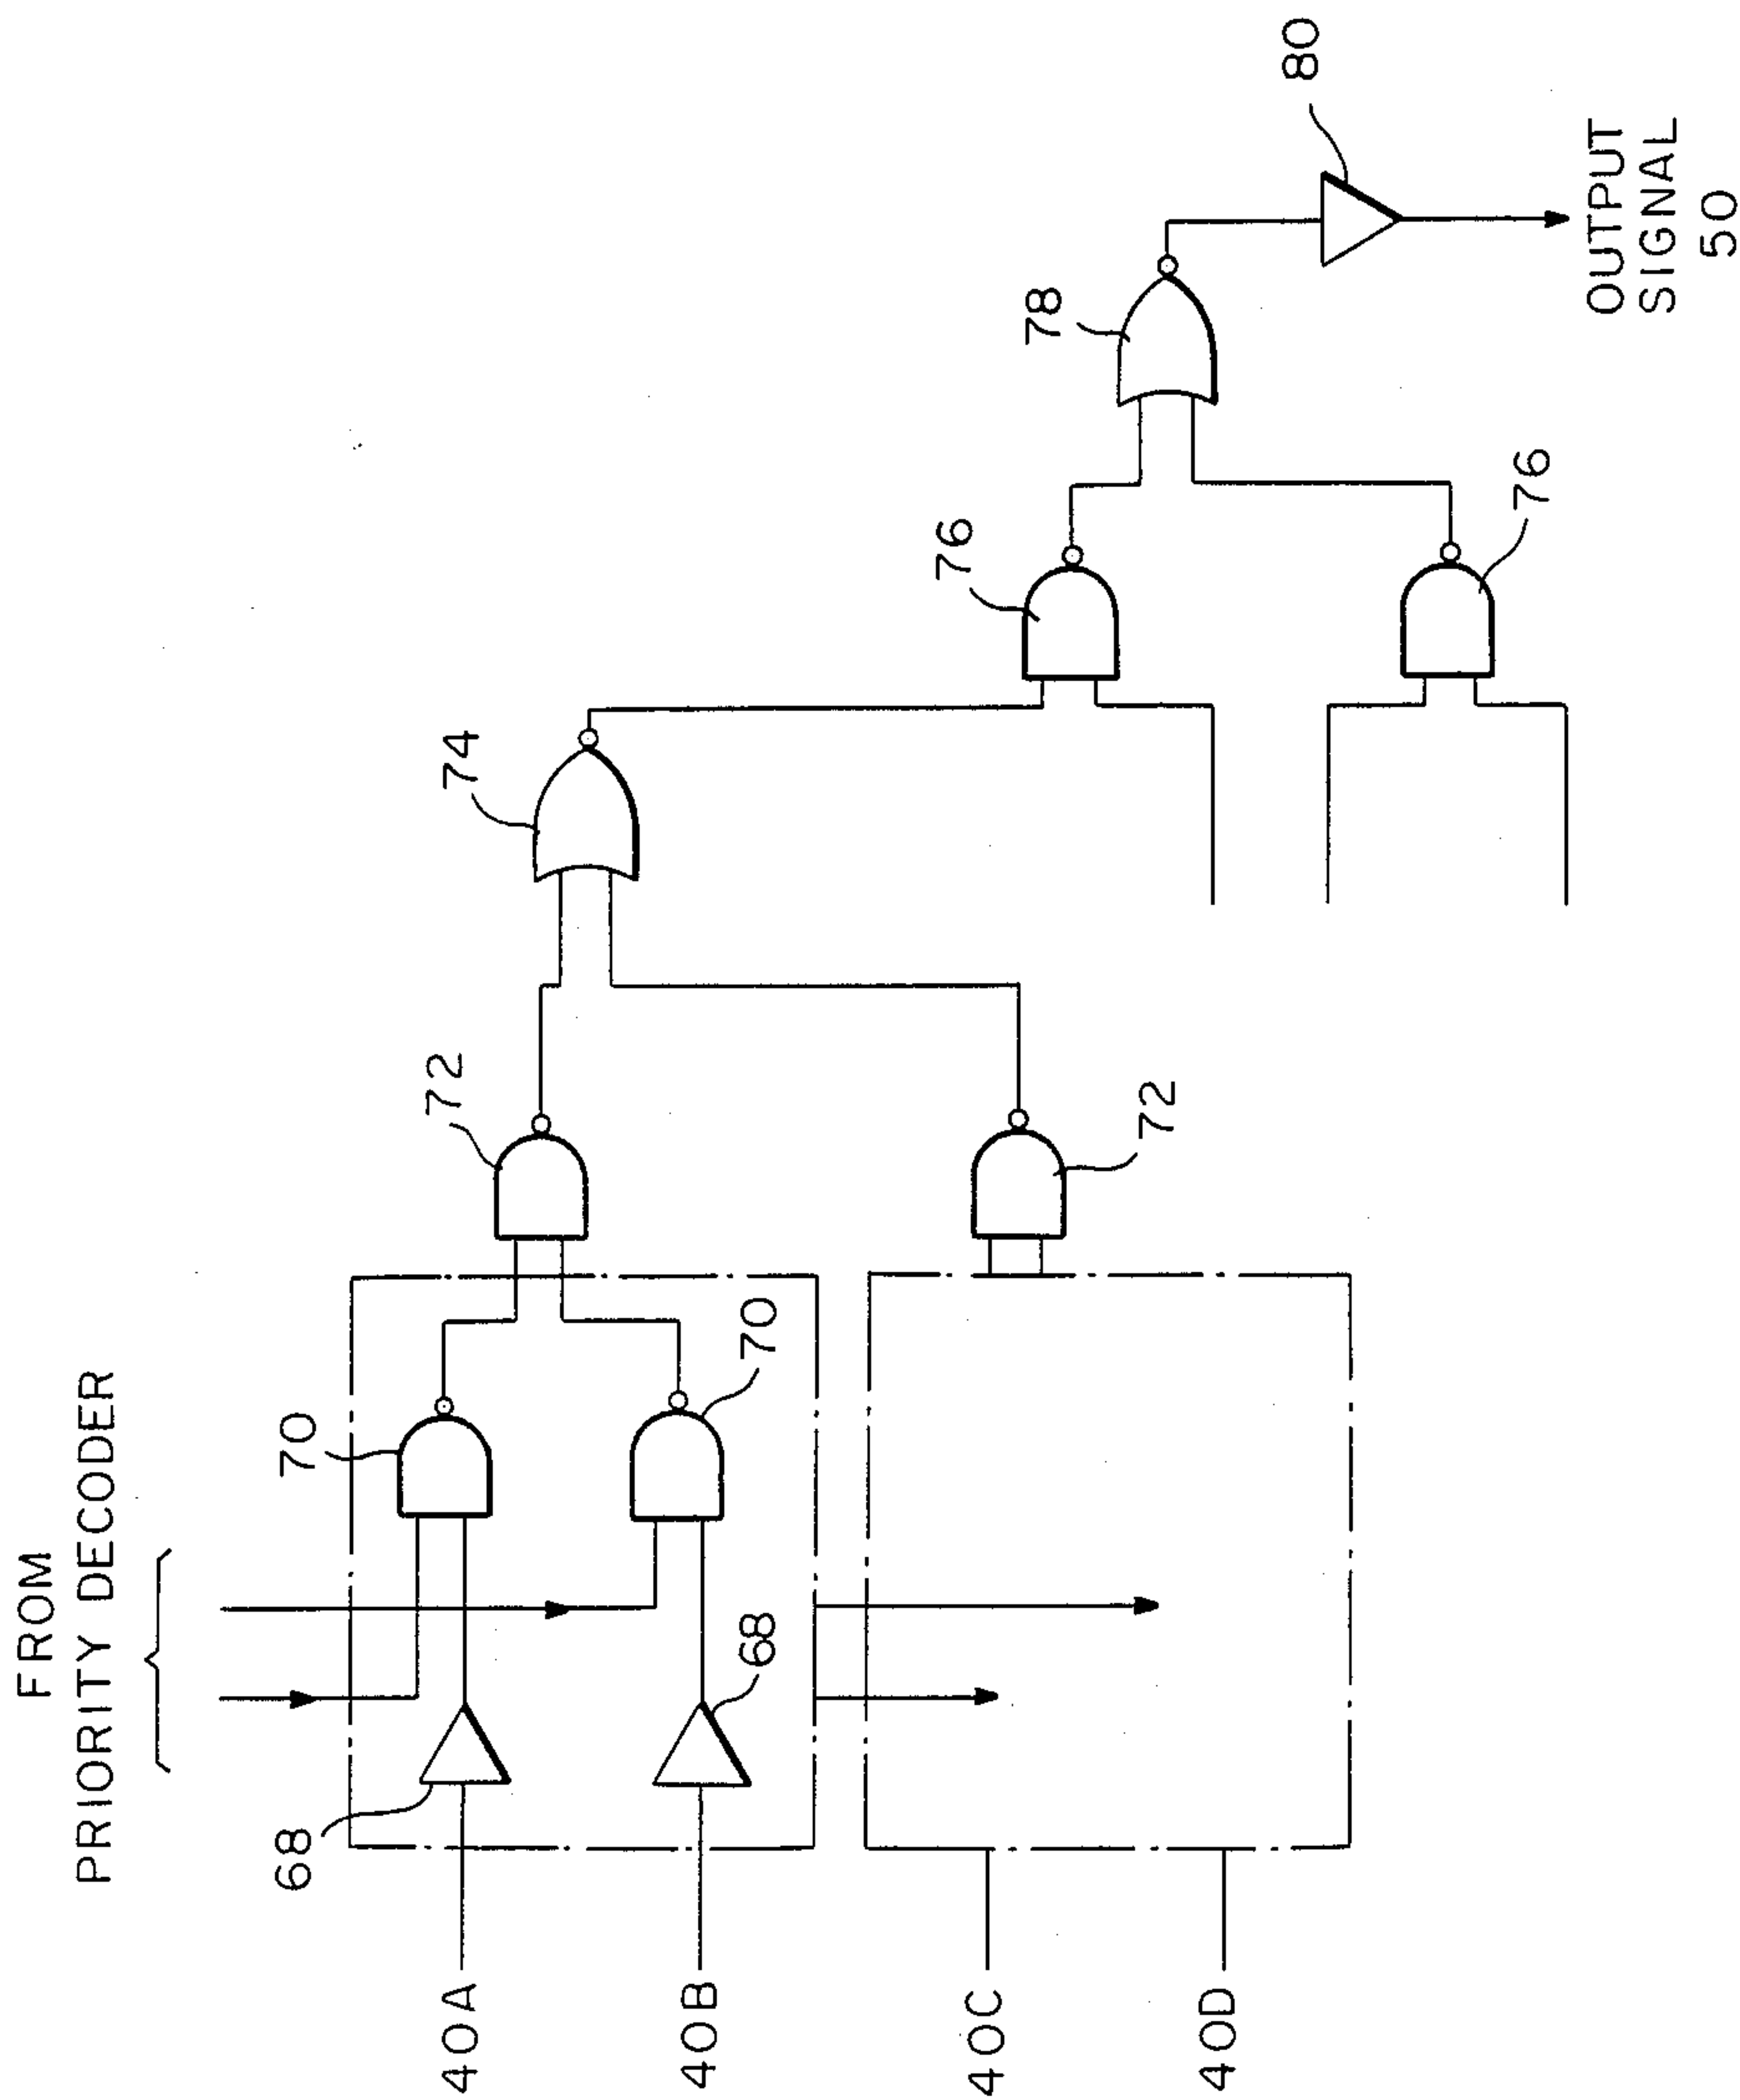 FROM
PRIORITY DECODER
68
70
40A
72
74
40B
68
70
76
40C
78
72
40D
80
76
OUTPUT
SIGNAL
50